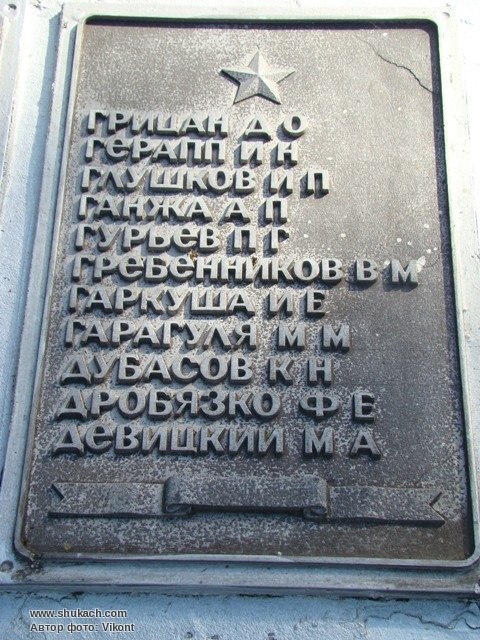 ГРИЦАН Д О
ГЕРАПП И Н
ГЛУШКОВ И П
ГАНЖА А П
ГУРЬЕВ П Г
ГРЕБЕННИКОВ В М
ГАРКУША И Е
ГАРАГУЛЯ М М
ДУБАСОВ К Н
ДРОБЯЗКО Ф Е
ДЕВИЦКИЙ М А
www.shukach.com
Автор фото: Vikont